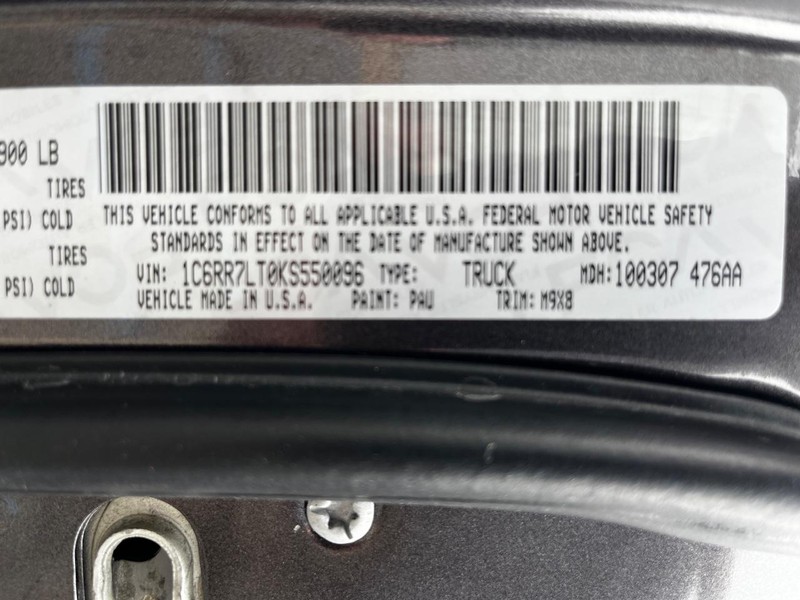 900 LB
TIRES
PSI) COLD
TIRES
PSI) COLD
THIS VEHICLE CONFORMS TO ALL APPLICABLE U.S.A. FEDERAL MOTOR VEHICLE SAFETY
STANDARDS IN EFFECT ON THE DATE OF MANUFACTURE SHOWN ABOVE.
VIN: 1C6RR7LT0KS550096 TYPE: TRUCK MDH: 100307 476AA
VEHICLE MADE IN U.S.A. PAINT: PAU TRIM: M9X8